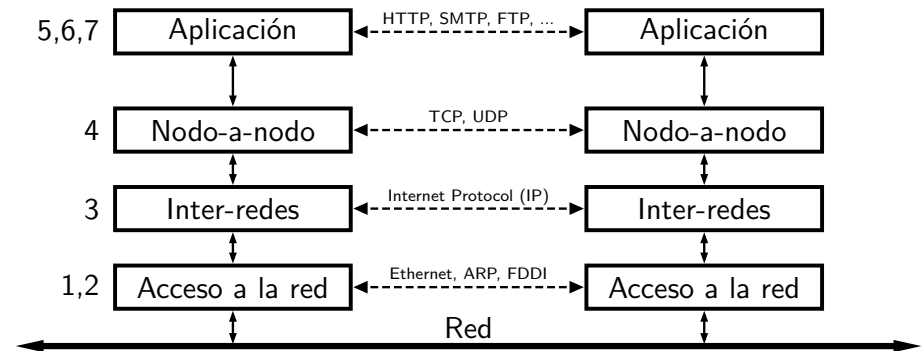 5,6,7 Aplicación HTTP, SMTP, FTP, ... Aplicación
4 Nodo-a-nodo TCP, UDP Nodo-a-nodo
3 Inter-redes Internet Protocol (IP) Inter-redes
1,2 Acceso a la red Ethernet, ARP, FDDI Acceso a la red
Red